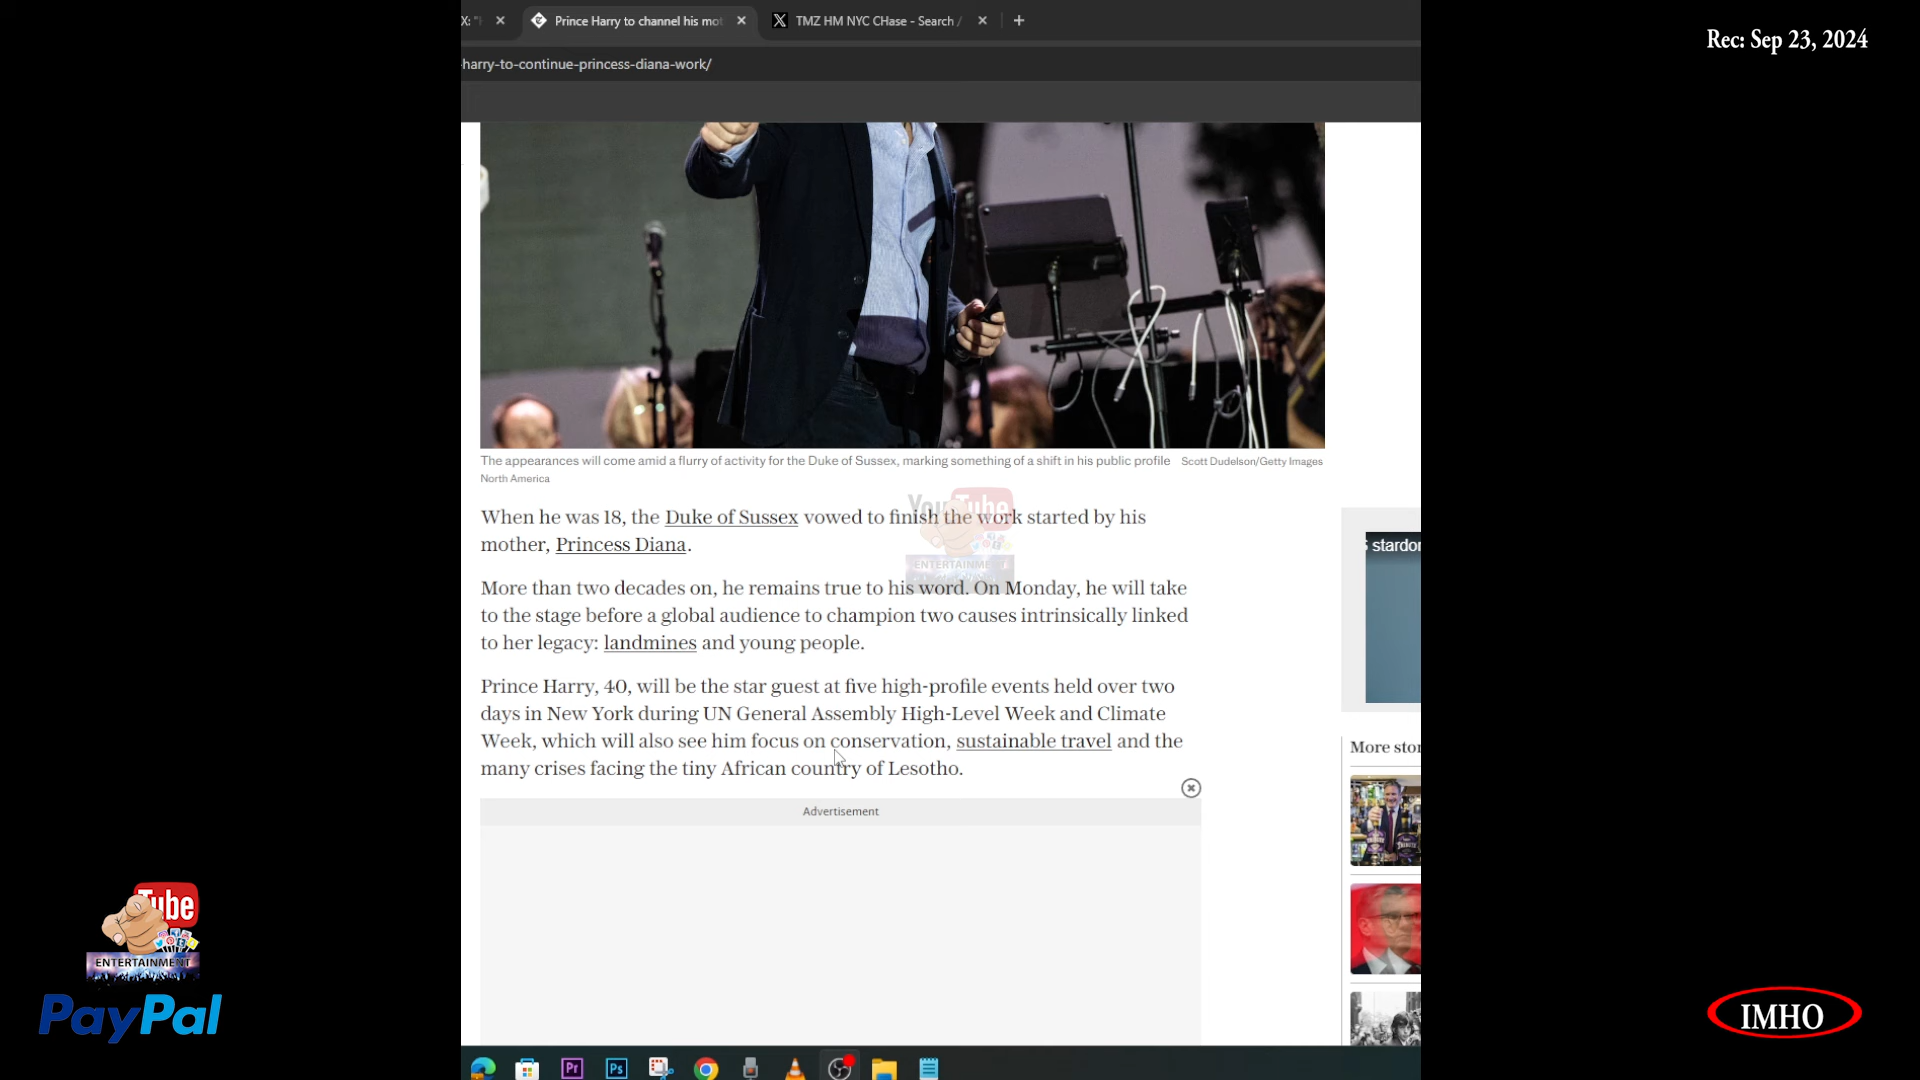 Prince Harry to channel his mot
TMZ HM NYC CHase - Search /
Rec: Sep 23, 2024
-harry-to-continue-princess-diana-work/
The appearances will come amid a flurry of activity for the Duke of Sussex, marking something of a shift in his public profile Scott Dudelson/Getty Images
North America
When he was 18, the Duke of Sussex vowed to finish the work started by his
mother, Princess Diana.
More than two decades on, he remains true to his word. On Monday, he will take
to the stage before a global audience to champion two causes intrinsically linked
to her legacy: landmines and young people.
Prince Harry, 40, will be the star guest at five high-profile events held over two
days in New York during UN General Assembly High-Level Week and Climate
Week, which will also see him focus on conservation, sustainable travel and the
many crises facing the tiny African country of Lesotho.
Advertisement
stardor
More stor
YouTube
ENTERTAINME
Tube
ENTERTAINMENT
PayPal
IMHO
Pr
Ps